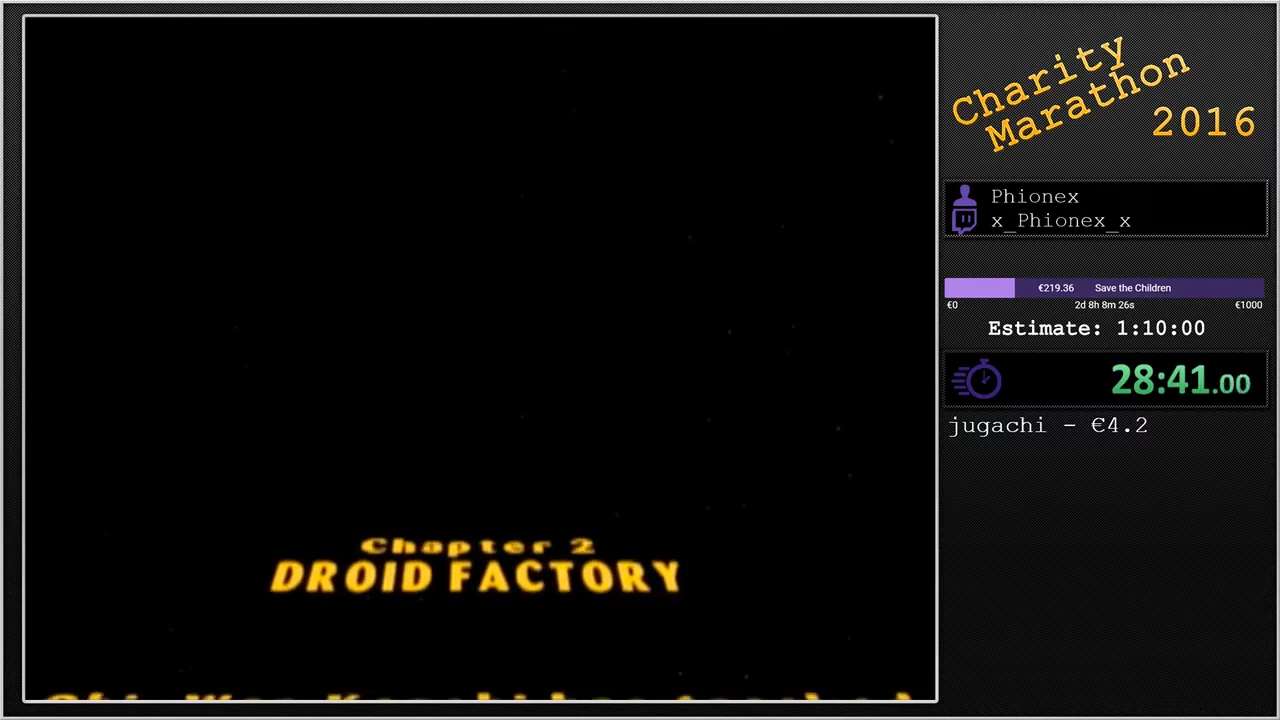 Charity
Marathon
2016
Phionex
x_Phionex_x
€219.36 Save the Children
€0 2d 8h 8m 26s €1000
Estimate: 1:10:00
28:41.00
jugachi - €4.2
Chapter 2
DROID FACTORY